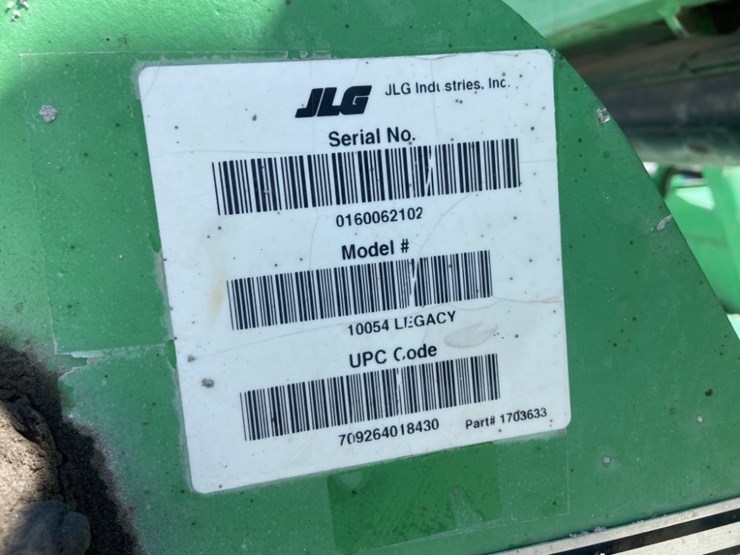 JLG JLG Industries, Inc.
Serial No.
0160062102
Model #
10054 LEGACY
UPC Code
709264018430 Part# 1703633